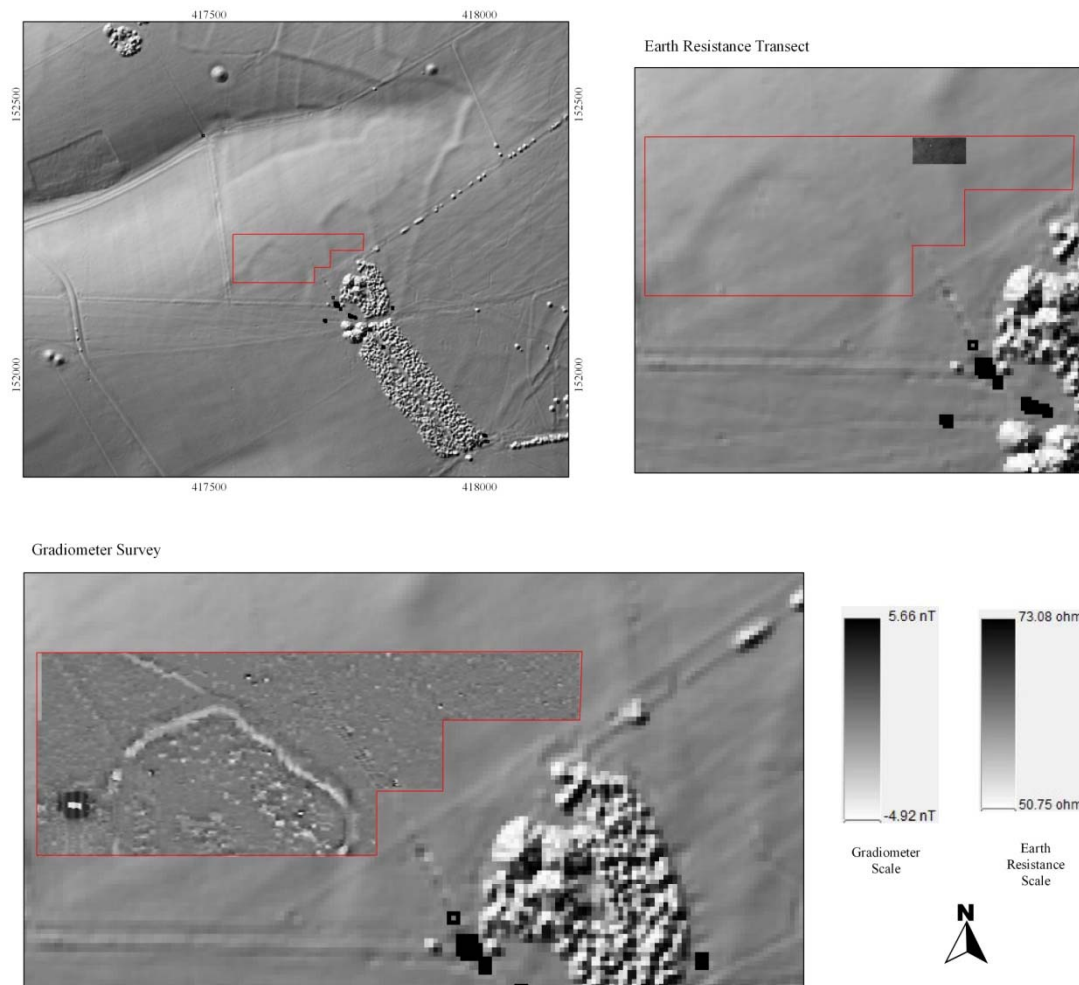 417500 418000
Earth Resistance Transect
152500 152500
152000 152000
417500 418000
Gradiometer Survey
5.66 nT 73.08 ohm
-4.92 nT 50.75 ohm
Gradiometer
Scale
Earth
Resistance
Scale
N